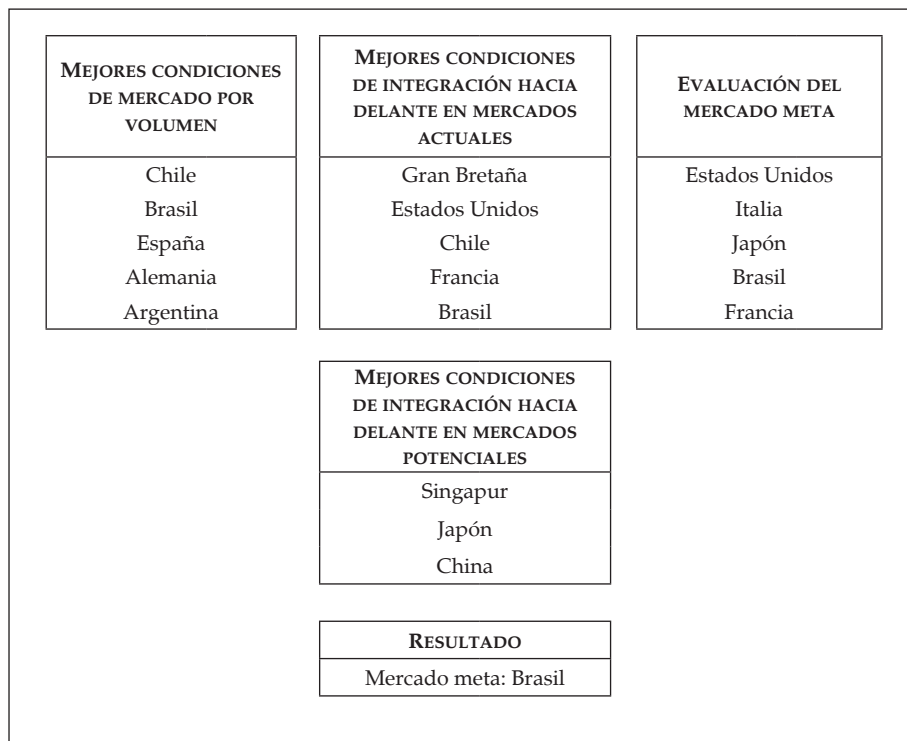 MEJORES CONDICIONES
DE MERCADO POR
VOLUMEN
Chile
Brasil
España
Alemania
Argentina
MEJORES CONDICIONES
DE INTEGRACIÓN HACIA
DELANTE EN MERCADOS
ACTUALES
Gran Bretaña
Estados Unidos
Chile
Francia
Brasil
EVALUACIÓN DEL
MERCADO META
Estados Unidos
Italia
Japón
Brasil
Francia
MEJORES CONDICIONES
DE INTEGRACIÓN HACIA
DELANTE EN MERCADOS
POTENCIALES
Singapur
Japón
China
RESULTADO
Mercado meta: Brasil